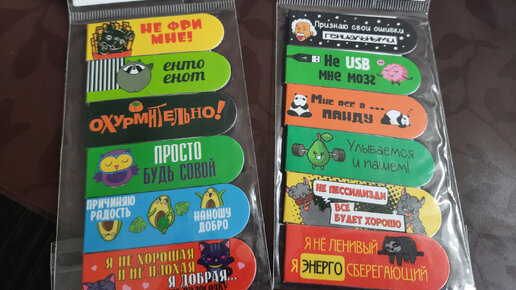 НЕ ФРИ
МНЕ!
ЕНТО
ЕНОТ
ОХУРМИТЕЛЬНО!
ПРОСТО
БУДЬ СОВОЙ
ПРИЧИНЯЮ
РАДОСТЬ
НАНОШУ
ДОБРО
Я НЕ ХОРОШАЯ
И НЕ ПЛОХАЯ
Я ДОБРАЯ...
Признаю свои ошибки
ГЕНИАЛЬНЫМИ
Не USB
мне мозг
Мне все в ...
ПАНДУ
Улыбаемся
и пашем!
НЕ ПЕССИМИЗДИ
ВСЕ
БУДЕТ ХОРОШО
Я НЕ ЛЕНИВЫЙ
Я ЭНЕРГО СБЕРЕГАЮЩИЙ